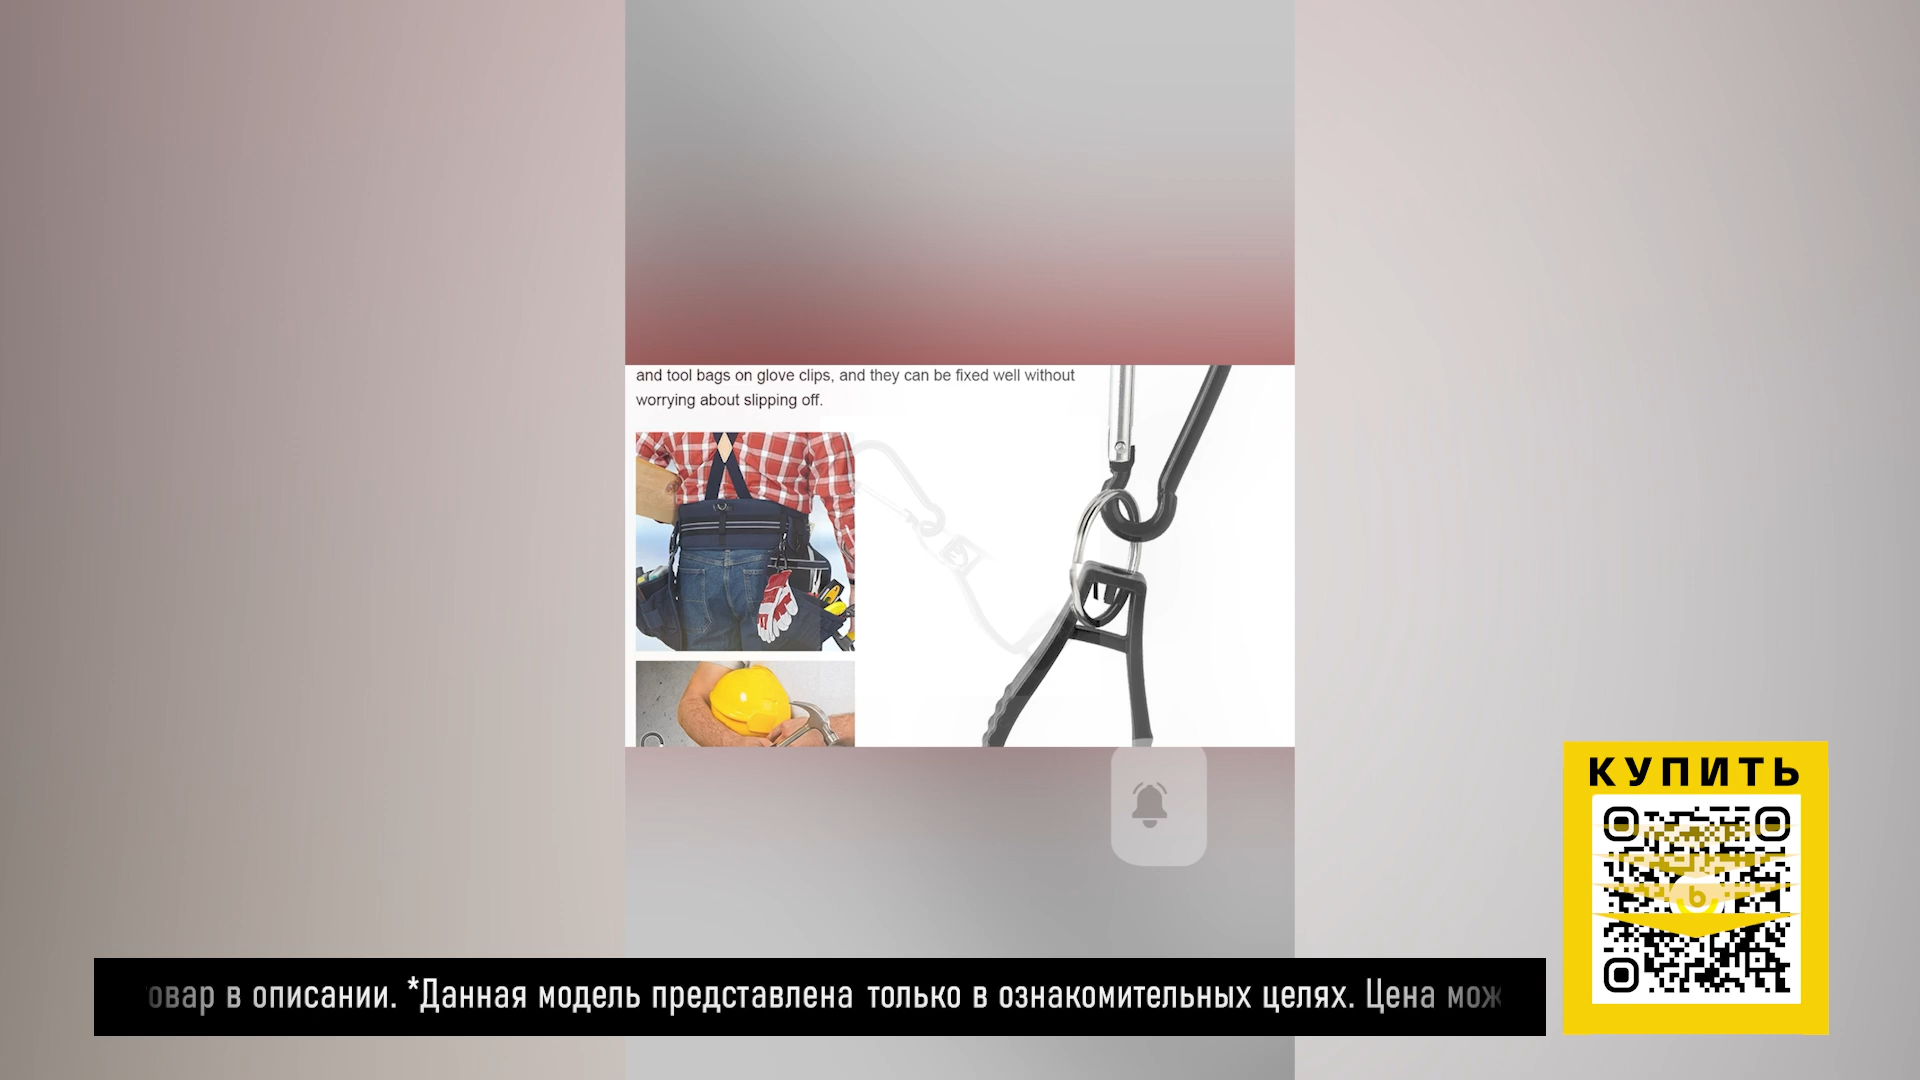 and tool bags on glove clips, and they can be fixed well without
worrying about slipping off.
КУПИТЬ
b
овар в описании. *Данная модель представлена только в ознакомительных целях. Цена мож